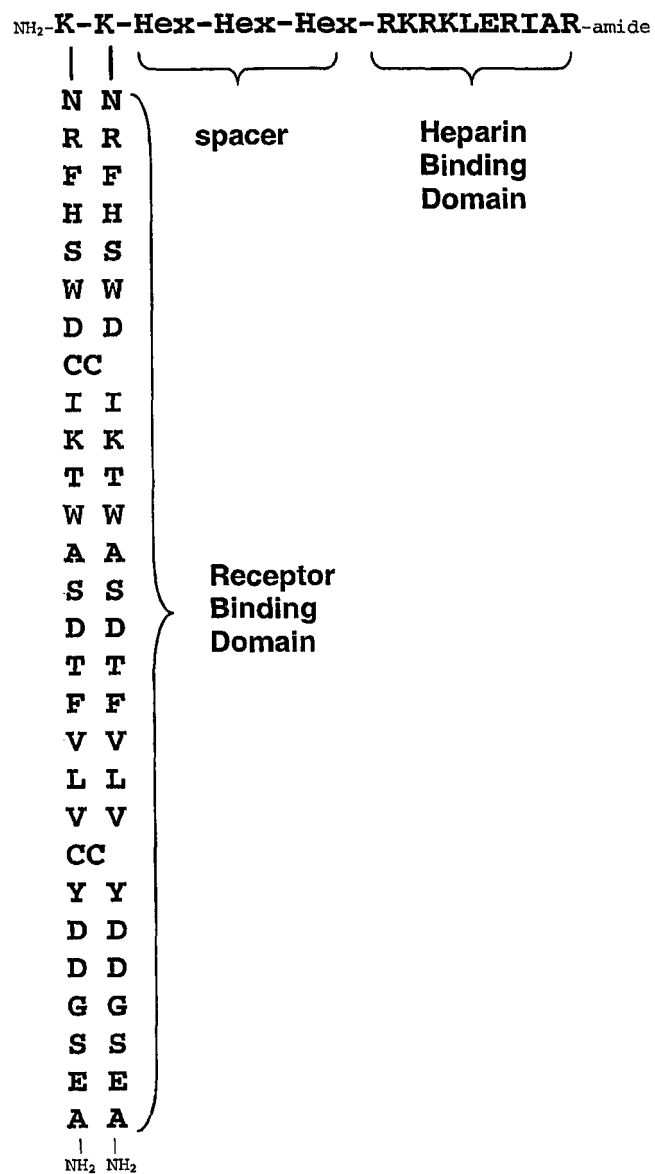 NH₂-K-K-Hex-Hex-Hex-RKRKLERIAR-amide
N N
R R
F F
H H
S S
W W
D D
CC
I I
K K
T T
W W
A A
S S
D D
T T
F F
V V
L L
V V
CC
Y Y
D D
D D
G G
S S
E E
A A
NH₂ NH₂
spacer
Heparin
Binding
Domain
Receptor
Binding
Domain